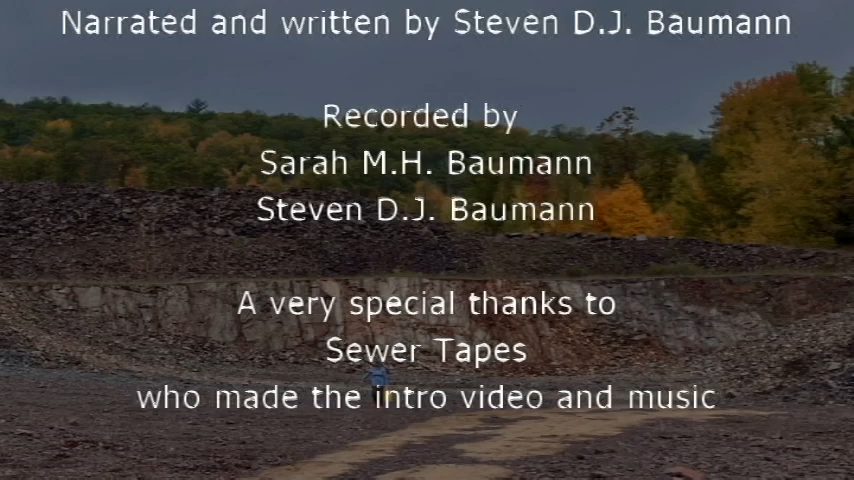 Narrated and written by Steven D.J. Baumann
Recorded by
Sarah M.H. Baumann
Steven D.J. Baumann
A very special thanks to
Sewer Tapes
who made the intro video and music